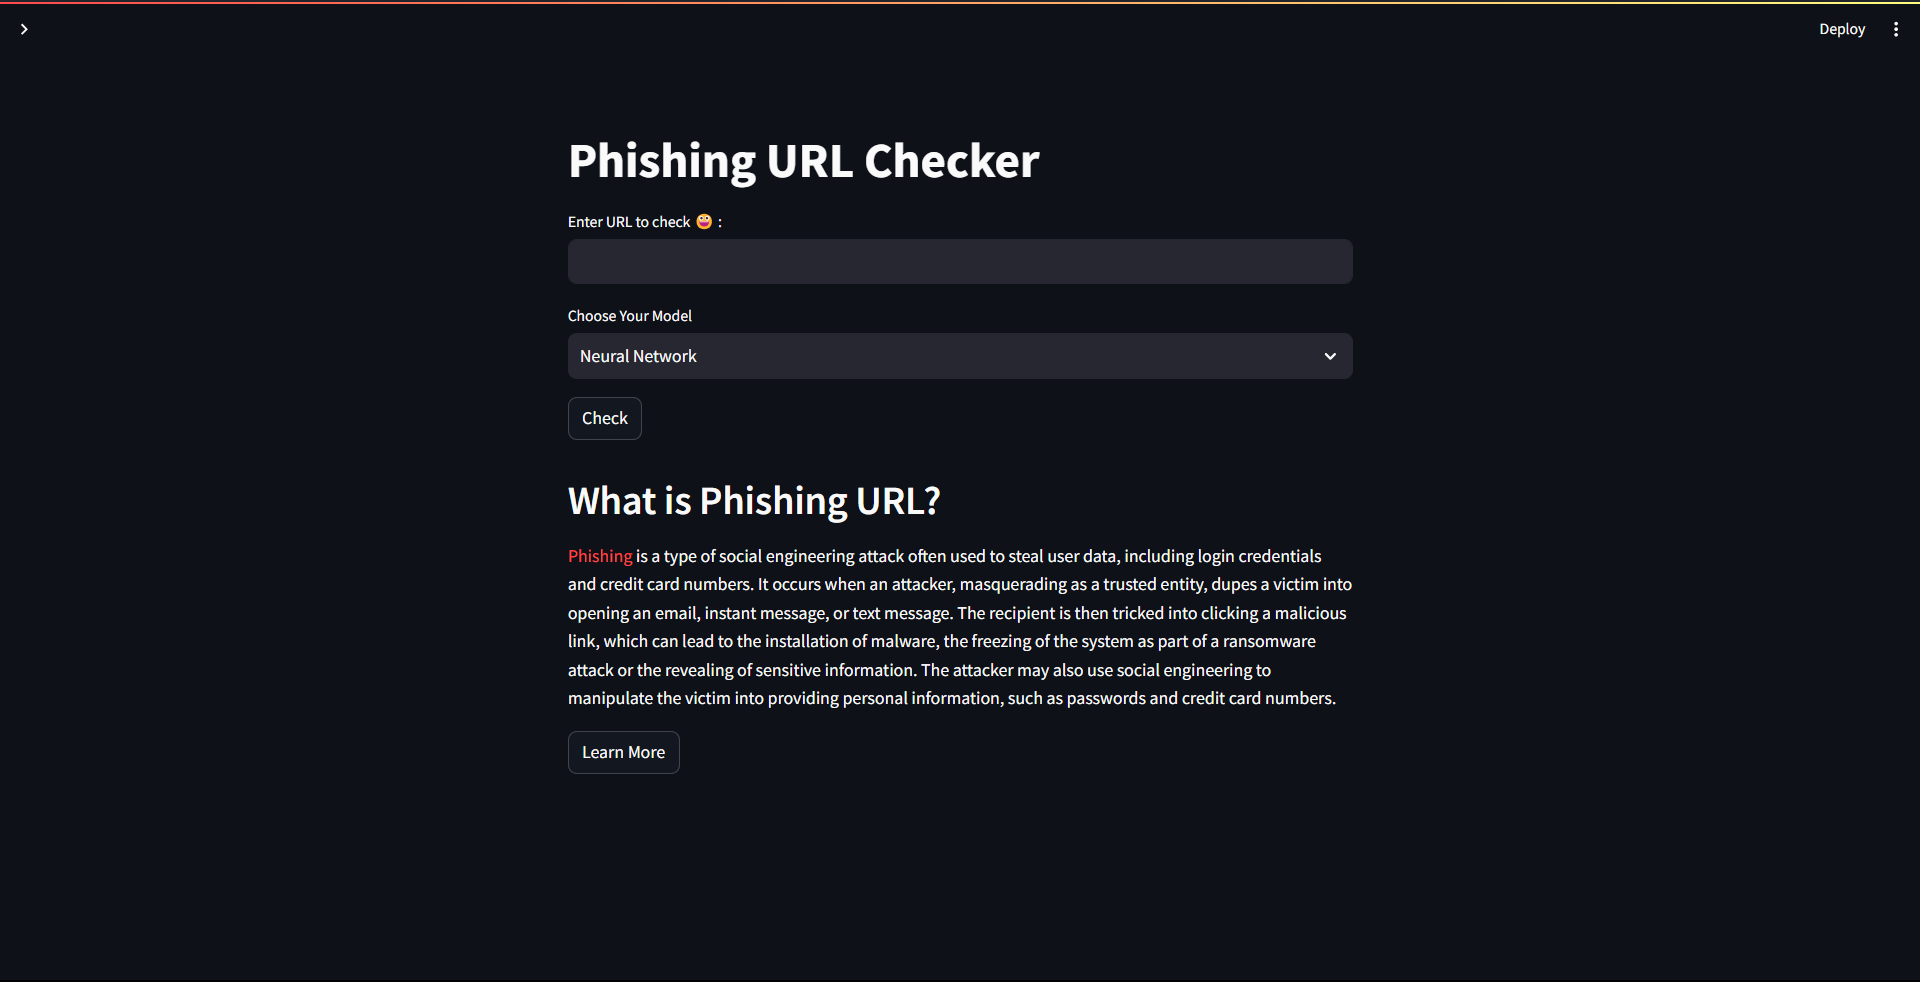 Deploy
Phishing URL Checker
Enter URL to check 😀 :
Choose Your Model
Neural Network
Check
What is Phishing URL?
Phishing is a type of social engineering attack often used to steal user data, including login credentials
and credit card numbers. It occurs when an attacker, masquerading as a trusted entity, dupes a victim into
opening an email, instant message, or text message. The recipient is then tricked into clicking a malicious
link, which can lead to the installation of malware, the freezing of the system as part of a ransomware
attack or the revealing of sensitive information. The attacker may also use social engineering to
manipulate the victim into providing personal information, such as passwords and credit card numbers.
Learn More